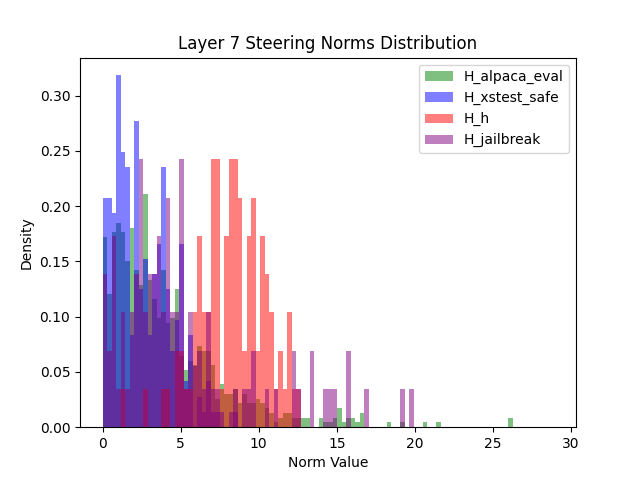 Layer 7 Steering Norms Distribution
H_alpaca_eval
H_xstest_safe
H_h
H_jailbreak
Density
0.30
0.25
0.20
0.15
0.10
0.05
0.00
0
5
10
15
20
25
30
Norm Value